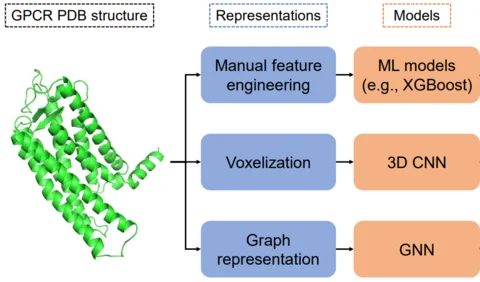 GPCR PDB structure
Representations
Models
Manual feature
engineering
ML models
(e.g., XGBoost)
Voxelization
3D CNN
Graph
representation
GNN